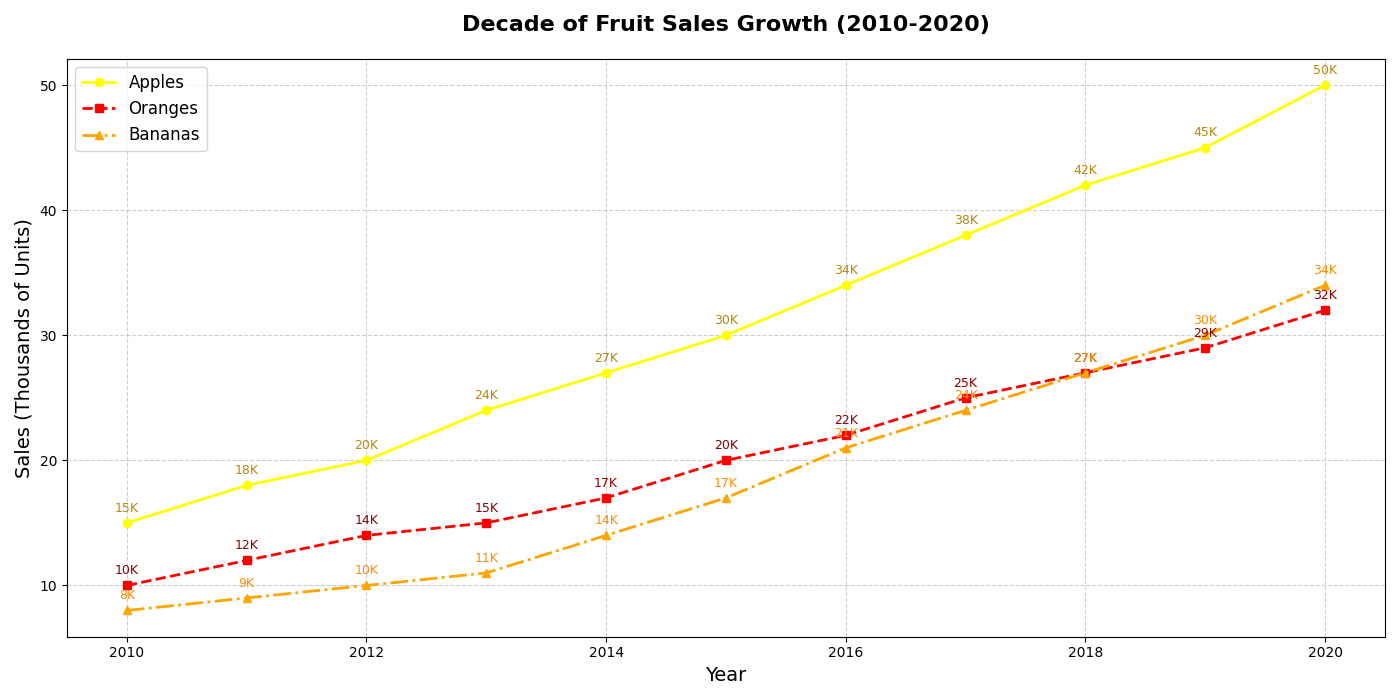 Decade of Fruit Sales Growth (2010-2020)
Apples
Oranges
Bananas
Sales (Thousands of Units)
50
40
30
20
10
15K
18K
20K
24K
27K
30K
34K
38K
42K
45K
50K
10K
12K
14K
15K
17K
20K
22K
25K
27K
29K
32K
8K
9K
10K
11K
14K
17K
21K
24K
27K
30K
34K
2010
2012
2014
2016
2018
2020
Year